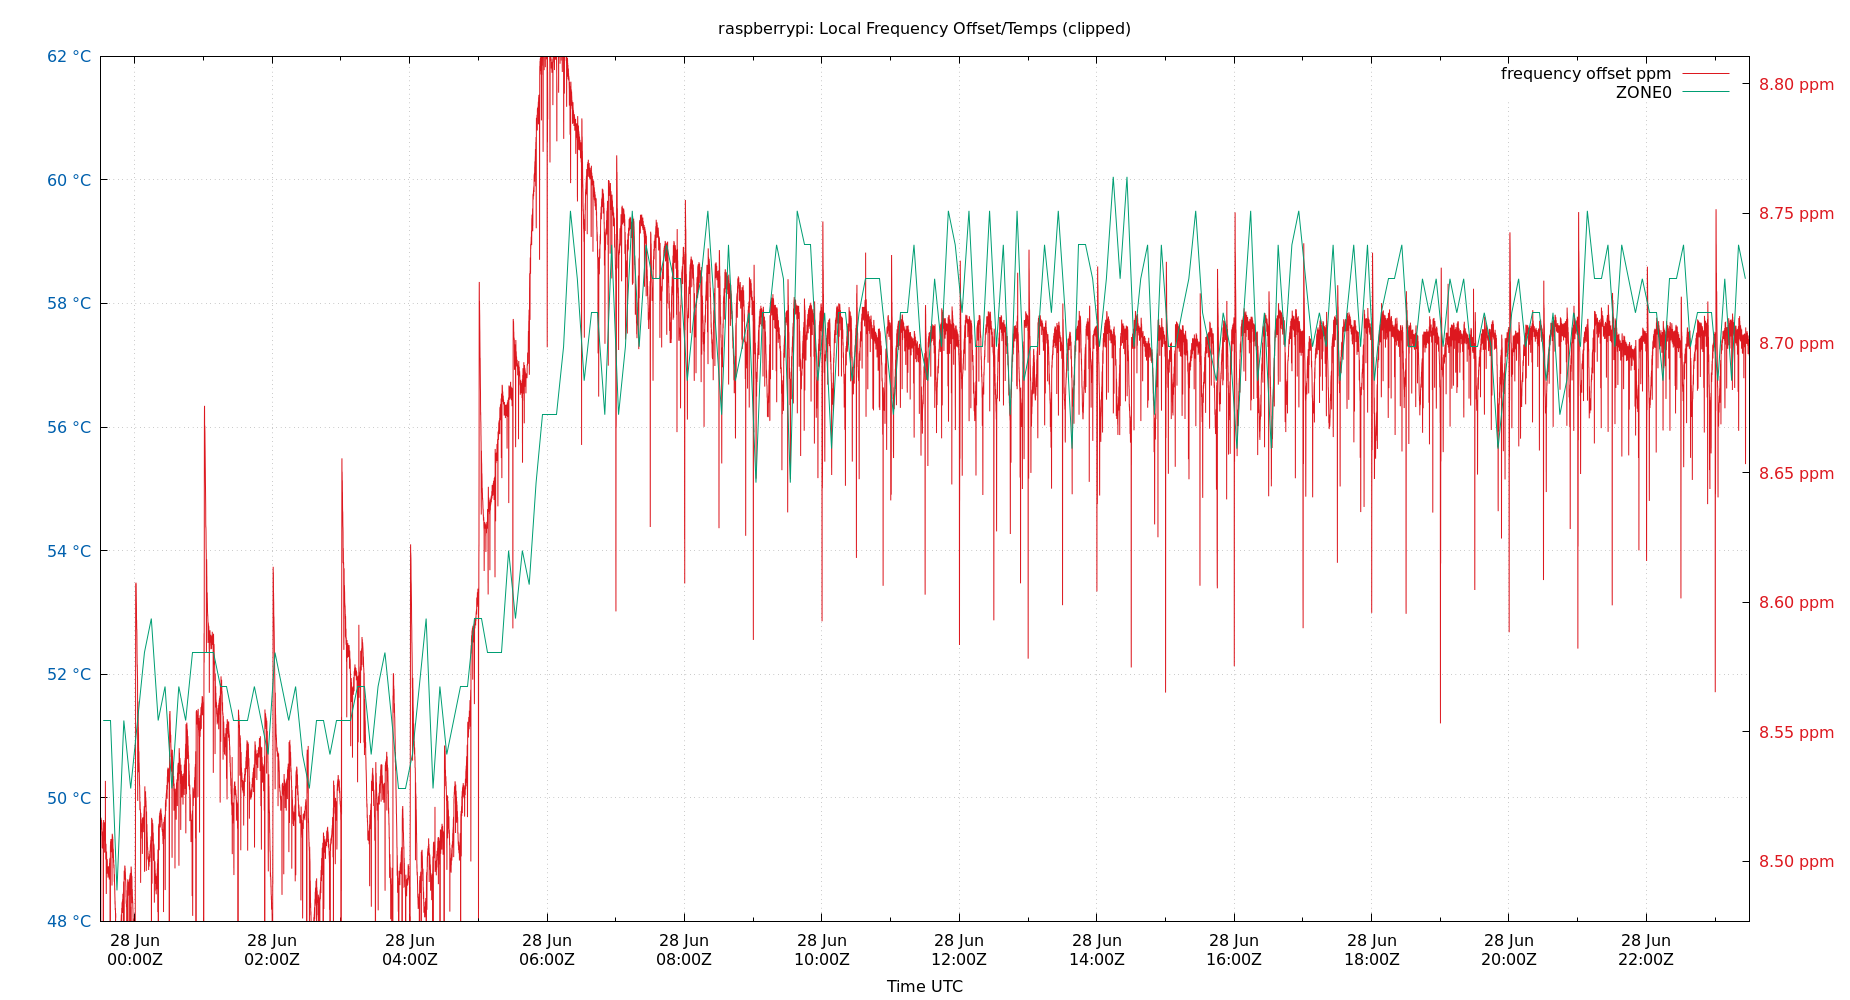 raspberrypi: Local Frequency Offset/Temps (clipped)
frequency offset ppm
ZONE0
62 °C
60 °C
58 °C
56 °C
54 °C
52 °C
50 °C
48 °C
8.80 ppm
8.75 ppm
8.70 ppm
8.65 ppm
8.60 ppm
8.55 ppm
8.50 ppm
28 Jun 28 Jun 28 Jun 28 Jun 28 Jun 28 Jun 28 Jun 28 Jun 28 Jun 28 Jun 28 Jun 28 Jun
00:00Z 02:00Z 04:00Z 06:00Z 08:00Z 10:00Z 12:00Z 14:00Z 16:00Z 18:00Z 20:00Z 22:00Z
Time UTC